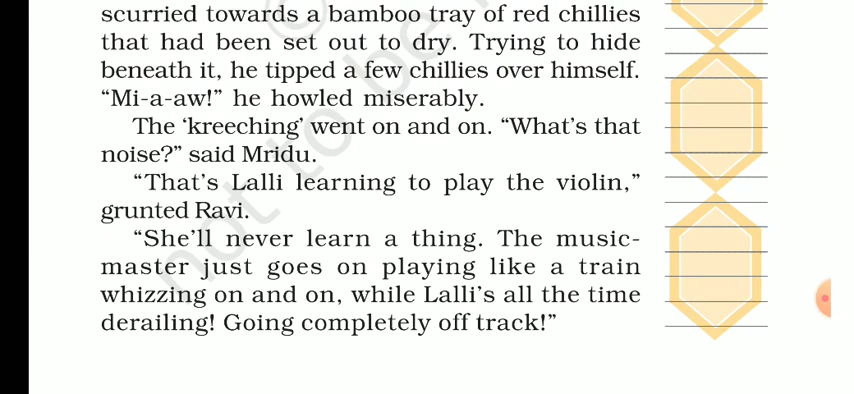 scurried towards a bamboo tray of red chillies
that had been set out to dry. Trying to hide
beneath it, he tipped a few chillies over himself.
“Mi-a-aw!” he howled miserably.
The ‘kreeching’ went on and on. “What’s that
noise?” said Mridu.
“That’s Lalli learning to play the violin,”
grunted Ravi.
“She’ll never learn a thing. The music-
master just goes on playing like a train
whizzing on and on, while Lalli’s all the time
derailing! Going completely off track!”
not to be